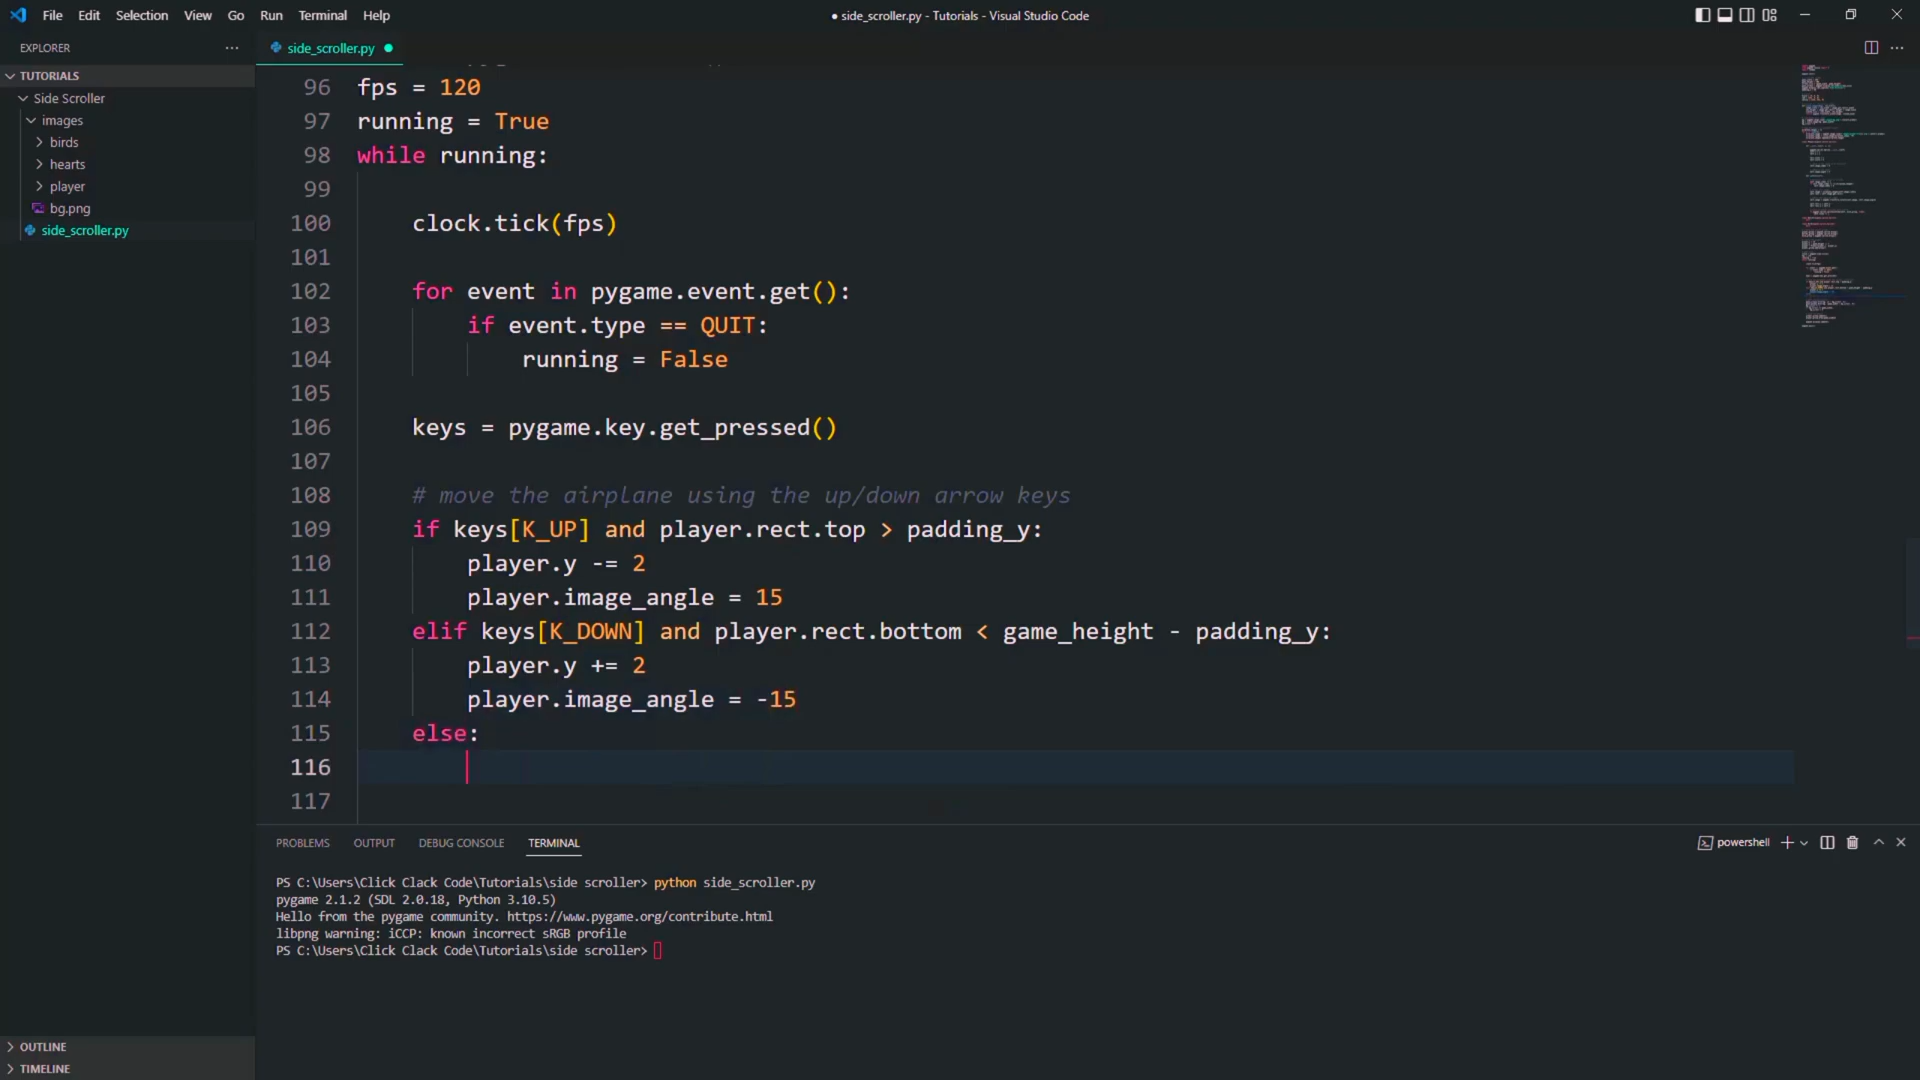 File Edit Selection View Go Run Terminal Help
● side_scroller.py - Tutorials - Visual Studio Code
EXPLORER
TUTORIALS
Side Scroller
images
birds
hearts
player
bg.png
side_scroller.py
side_scroller.py
96 fps = 120
97 running = True
98 while running:
99
100 clock.tick(fps)
101
102 for event in pygame.event.get():
103 if event.type == QUIT:
104 running = False
105
106 keys = pygame.key.get_pressed()
107
108 # move the airplane using the up/down arrow keys
109 if keys[K_UP] and player.rect.top > padding_y:
110 player.y -= 2
111 player.image_angle = 15
112 elif keys[K_DOWN] and player.rect.bottom < game_height - padding_y:
113 player.y += 2
114 player.image_angle = -15
115 else:
116
117
PROBLEMS OUTPUT DEBUG CONSOLE TERMINAL
powershell
PS C:\Users\Click Clack Code\Tutorials\side scroller> python side_scroller.py
pygame 2.1.2 (SDL 2.0.18, Python 3.10.5)
Hello from the pygame community. https://www.pygame.org/contribute.html
libpng warning: iCCP: known incorrect sRGB profile
PS C:\Users\Click Clack Code\Tutorials\side scroller>
OUTLINE
TIMELINE